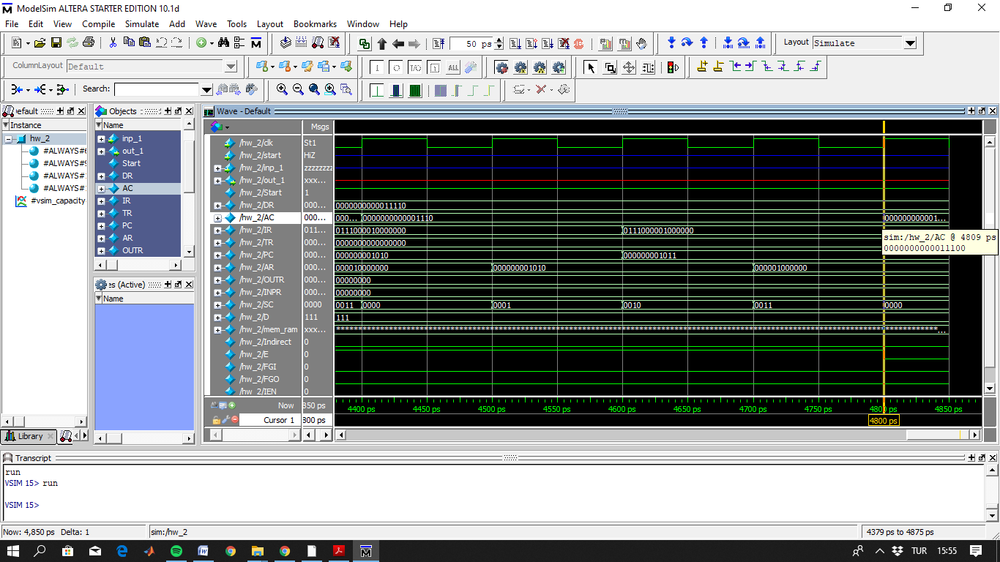 ModelSim ALTERA STARTER EDITION 10.1d
File Edit View Compile Simulate Add Wave Tools Layout Bookmarks Window Help
50 ps
Layout Simulate
ColumnLayout Default
Search:
efault
Objects
Wave - Default
Instance
Name
Msgs
hw_2
#ALWAYS#
#ALWAYS#
#ALWAYS#
#ALWAYS#
#vsim_capacity
inp_1
out_1
Start
DR
AC
IR
TR
PC
AR
OUTR
es (Active)
Name
Library
/hw_2/clk St1
/hw_2/start HiZ
/hw_2/inp_1 zzzzzzzz
/hw_2/out_1 xxx...
/hw_2/Start 1
/hw_2/DR 000... 0000000000011110
/hw_2/AC 000... 000... 0000000000001110 000000000001...
/hw_2/IR 011... 0111000010000000 0111000001000000
/hw_2/TR 000... 0000000000000000
/hw_2/PC 000... 000000001010 000000001011
/hw_2/AR 000... 000010000000 000000001010 000001000000
/hw_2/OUTR 000... 00000000
/hw_2/INPR 000... 00000000
/hw_2/SC 0000 0011 0000 0001 0010 0011 0000
/hw_2/D 111 111
/hw_2/mem_ram xxx...
/hw_2/Indirect 0
/hw_2/E 0
/hw_2/FGI 0
/hw_2/FGO 0
/hw_2/IEN 0
sim:/hw_2/AC @ 4809 ps
0000000000011100
Now 850 ps 4400 ps 4450 ps 4500 ps 4550 ps 4600 ps 4650 ps 4700 ps 4750 ps 4800 ps 4850 ps
Cursor 1 800 ps 4800 ps
Transcript
run
VSIM 15> run
VSIM 15>
Now: 4,850 ps Delta: 1 sim:/hw_2 4379 ps to 4875 ps
TUR 15:55